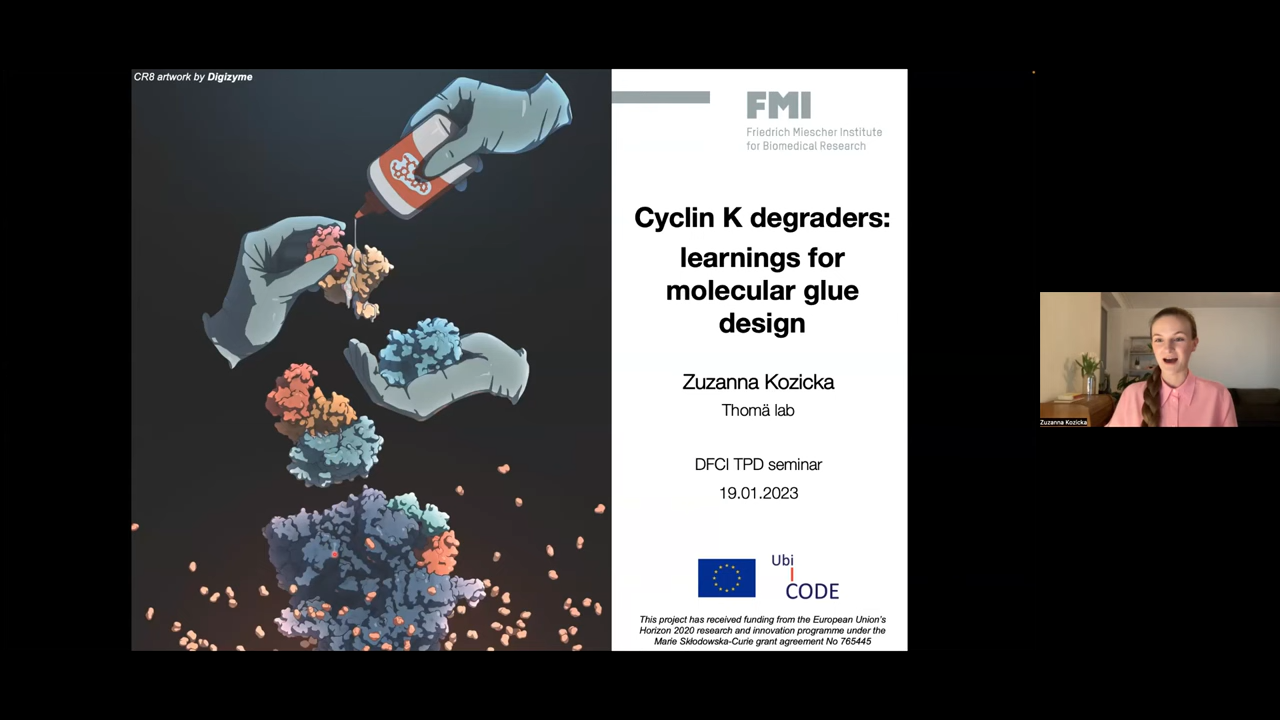 CR8 artwork by Digizyme
FMI
Friedrich Miescher Institute
for Biomedical Research
Cyclin K degraders:
learnings for
molecular glue
design
Zuzanna Kozicka
Thomä lab
DFCI TPD seminar
19.01.2023
Ubi
CODE
This project has received funding from the European Union's
Horizon 2020 research and innovation programme under the
Marie Skłodowska-Curie grant agreement No 765445
Zuzanna Kozicka